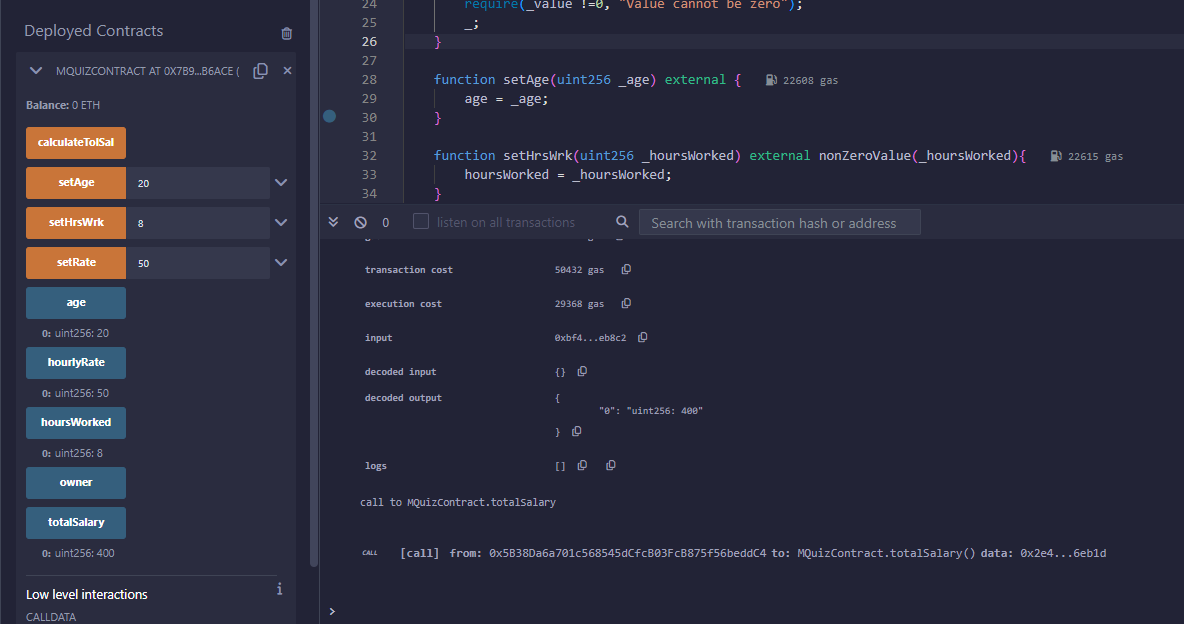 Deployed Contracts
MQUIZCONTRACT AT 0X7B9...B6ACE (
Balance: 0 ETH
calculateTolSal
setAge 20
setHrsWrk 8
setRate 50
age
0: uint256: 20
hourlyRate
0: uint256: 50
hoursWorked
0: uint256: 8
owner
totalSalary
0: uint256: 400
Low level interactions
i
CALLDATA
24 require(_value !=0, "Value cannot be zero");
25 _;
26 }
27
28 function setAge(uint256 _age) external { 22608 gas
29 age = _age;
30 }
31
32 function setHrsWrk(uint256 _hoursWorked) external nonZeroValue(_hoursWorked){ 22615 gas
33 hoursWorked = _hoursWorked;
34 }
0 listen on all transactions Search with transaction hash or address
transaction cost 50432 gas
execution cost 29368 gas
input 0xbf4...eb8c2
decoded input {}
decoded output {
"0": "uint256: 400"
}
logs []
call to MQuizContract.totalSalary
CALL [call] from: 0x5B38Da6a701c568545dCfcB03FcB875f56beddC4 to: MQuizContract.totalSalary() data: 0x2e4...6eb1d
>